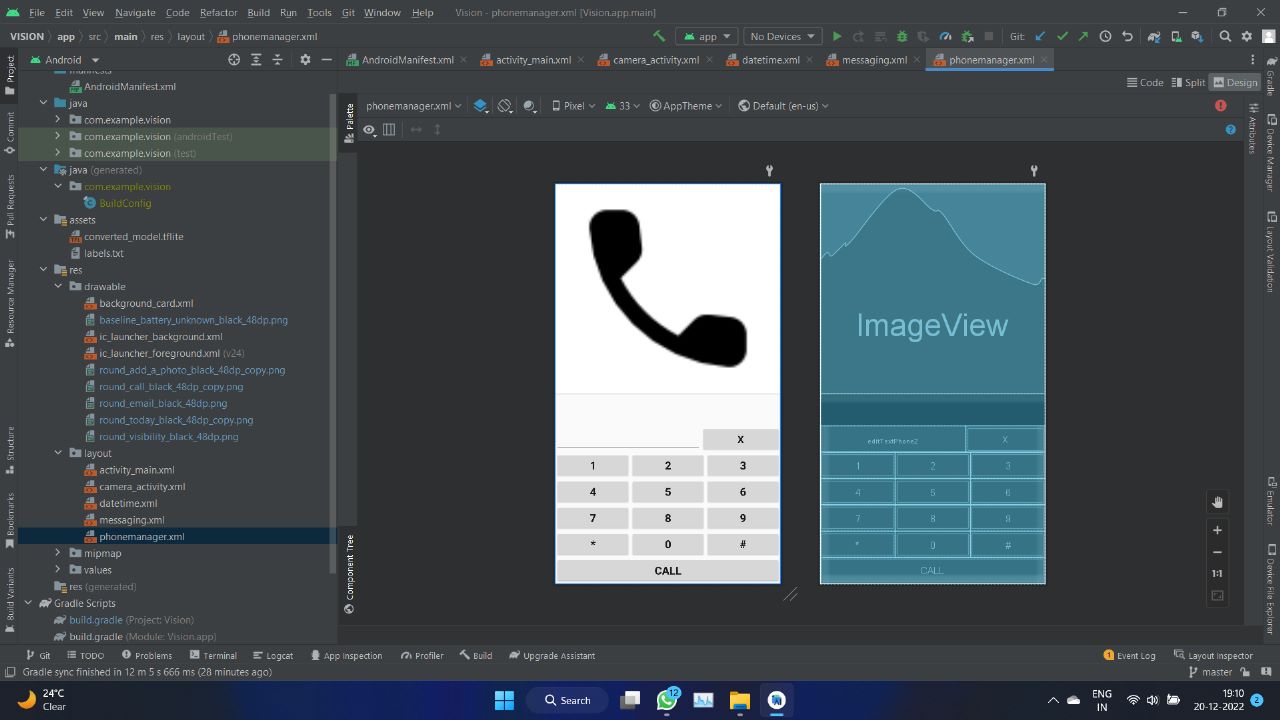 File Edit View Navigate Code Refactor Build Run Tools Git Window Help Vision - phonemanager.xml [Vision.app.main]
VISION app src main res layout phonemanager.xml app No Devices Git:
Android AndroidManifest.xml activity_main.xml camera_activity.xml datetime.xml messaging.xml phonemanager.xml
Code Split Design
phonemanager.xml Pixel 33 AppTheme Default (en-us)
Project
Commit
Pull Requests
Resource Manager
Structure
Bookmarks
Build Variants
manifests
AndroidManifest.xml
java
com.example.vision
com.example.vision (androidTest)
com.example.vision (test)
java (generated)
com.example.vision
BuildConfig
assets
converted_model.tflite
labels.txt
res
drawable
background_card.xml
baseline_battery_unknown_black_48dp.png
ic_launcher_background.xml
ic_launcher_foreground.xml (v24)
round_add_a_photo_black_48dp_copy.png
round_call_black_48dp_copy.png
round_email_black_48dp.png
round_today_black_48dp_copy.png
round_visibility_black_48dp.png
layout
activity_main.xml
camera_activity.xml
datetime.xml
messaging.xml
phonemanager.xml
mipmap
values
res (generated)
Gradle Scripts
build.gradle (Project: Vision)
build.gradle (Module: Vision.app)
Palette
Component Tree
X
1 2 3
4 5 6
7 8 9
* 0 #
CALL
ImageView
editTextPhone2 X
1 2 3
4 5 6
7 8 9
* 0 #
CALL
1:1
Attributes
Gradle
Device Manager
Layout Validation
Emulator
Device File Explorer
Git TODO Problems Terminal Logcat App Inspection Profiler Build Upgrade Assistant 1 Event Log Layout Inspector
Gradle sync finished in 12 m 5 s 666 ms (28 minutes ago) master
24°C
Clear
Search
12
ENG
IN
19:10
20-12-2022
2